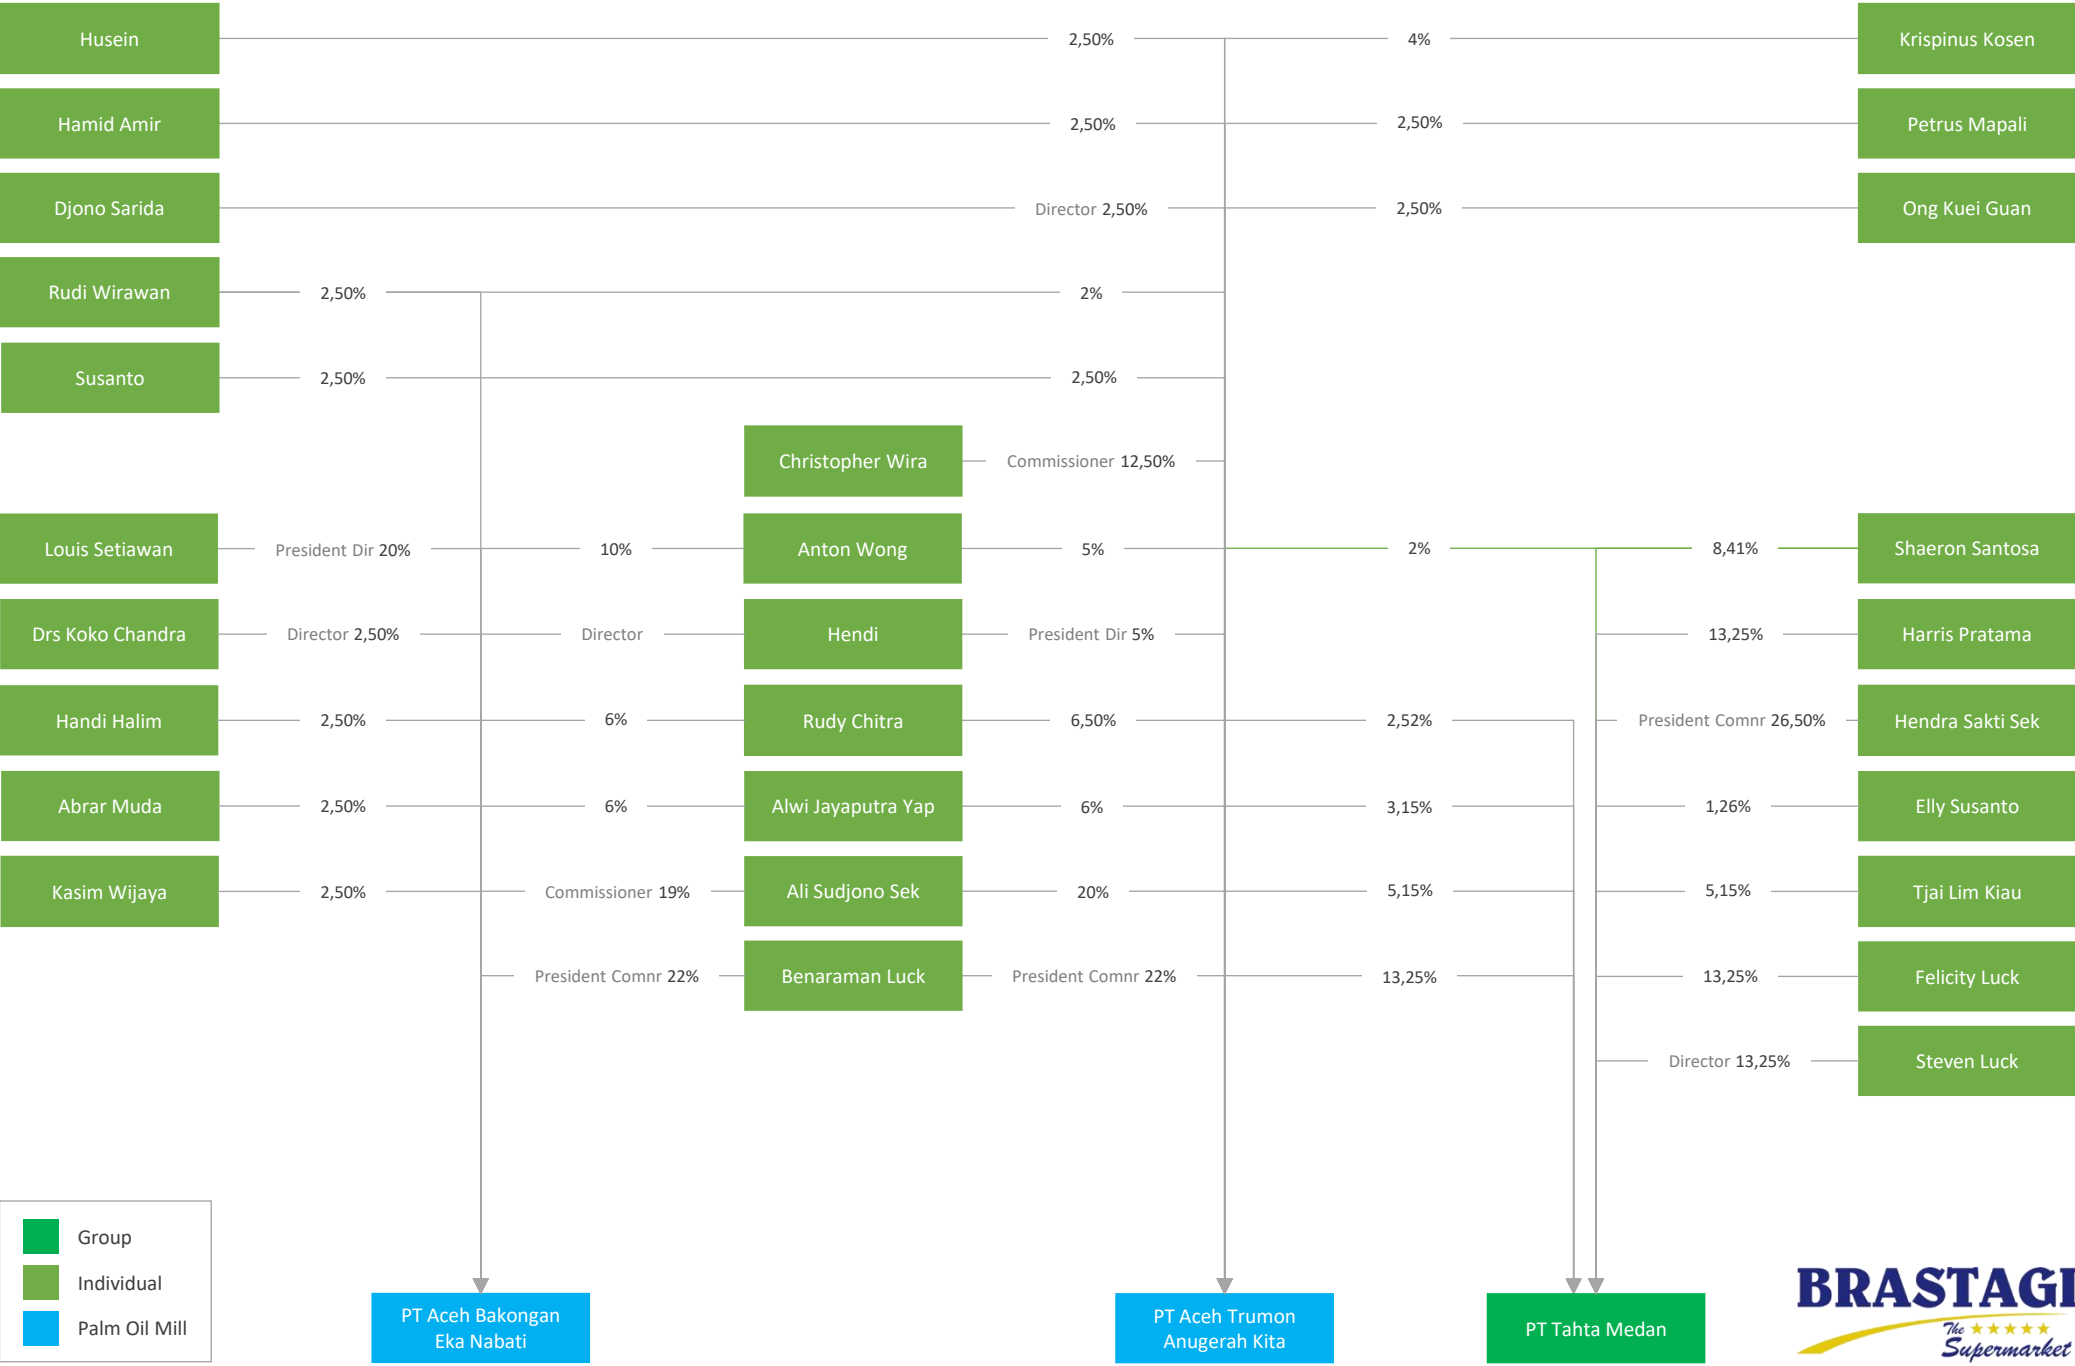 Husein
2,50%
4%
Krispinus Kosen
Hamid Amir
2,50%
2,50%
Petrus Mapali
Djono Sarida
Director 2,50%
2,50%
Ong Kuei Guan
Rudi Wirawan
2,50%
2%
Susanto
2,50%
2,50%
Christopher Wira
Commissioner 12,50%
Louis Setiawan
President Dir 20%
10%
Anton Wong
5%
2%
8,41%
Shaeron Santosa
Drs Koko Chandra
Director 2,50%
Director
Hendi
President Dir 5%
13,25%
Harris Pratama
Handi Halim
2,50%
6%
Rudy Chitra
6,50%
2,52%
President Comnr 26,50%
Hendra Sakti Sek
Abrar Muda
2,50%
6%
Alwi Jayaputra Yap
6%
3,15%
1,26%
Elly Susanto
Kasim Wijaya
2,50%
Commissioner 19%
Ali Sudjono Sek
20%
5,15%
5,15%
Tjai Lim Kiau
President Comnr 22%
Benaraman Luck
President Comnr 22%
13,25%
13,25%
Felicity Luck
Director 13,25%
Steven Luck
Group
Individual
Palm Oil Mill
PT Aceh Bakongan
Eka Nabati
PT Aceh Trumon
Anugerah Kita
PT Tahta Medan
BRASTAGI
The
Supermarket